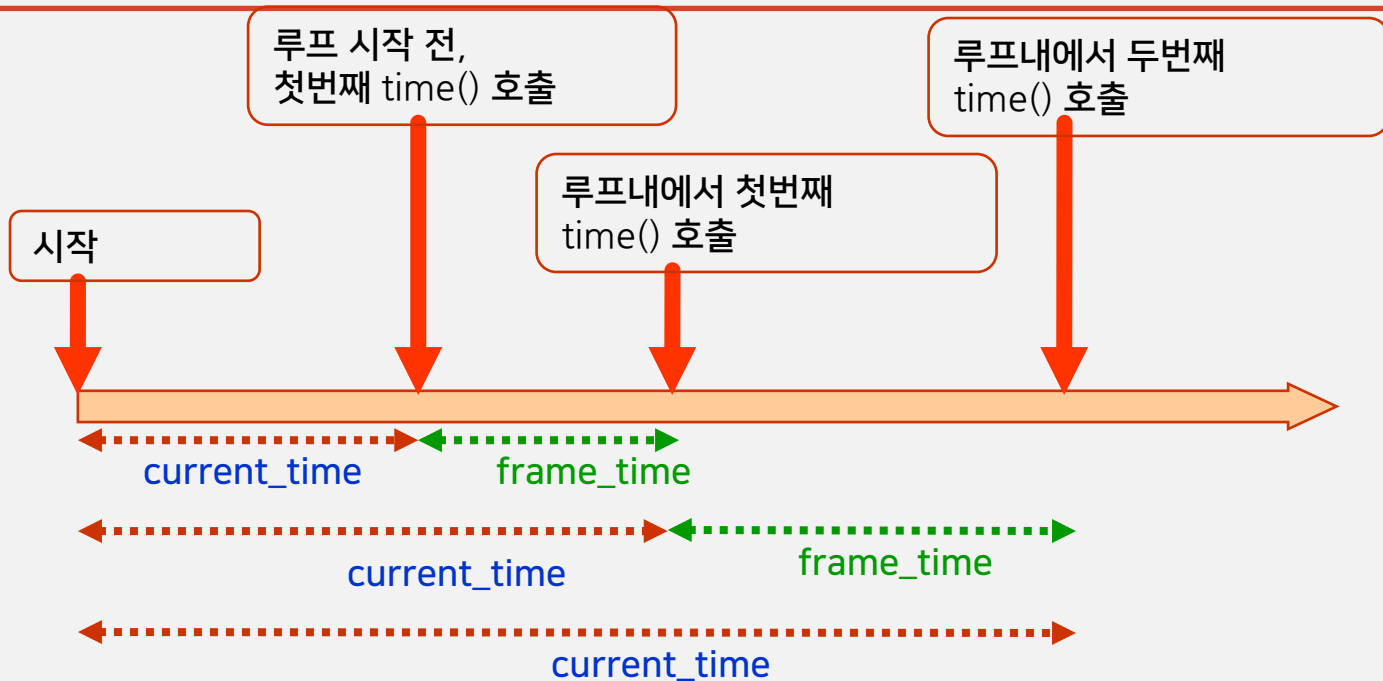 루프 시작 전,
첫번째 time() 호출
루프내에서 두번째
time() 호출
루프내에서 첫번째
time() 호출
시작
current_time
frame_time
current_time
frame_time
current_time